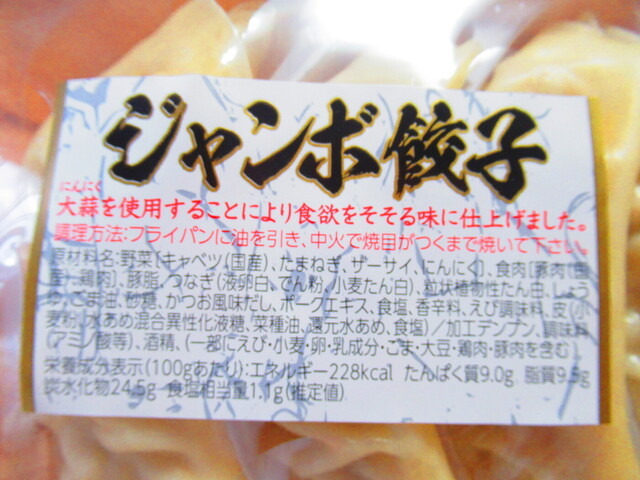 ジャンボ餃子
にんにく
大蒜を使用することにより食欲をそそる味に仕上げました。
調理方法:フライパンに油を引き、中火で焼目がつくまで焼いて下さい。
原材料名:野菜〔キャベツ(国産)、たまねぎ、ザーサイ、にんにく〕、食肉〔豚肉(国
産)、鶏肉〕、豚脂、つなぎ(液卵白、でん粉、小麦たん白)、粒状植物性たん白、しょう
ゆ、ごま油、砂糖、かつお風味だし、ポークエキス、食塩、香辛料、えび調味料、皮(小
麦粉、水あめ混合異性化液糖、菜種油、還元水あめ、食塩)/加工デンプン、調味料
(アミノ酸等)、酒精、(一部にえび・小麦・卵・乳成分・ごま・大豆・鶏肉・豚肉を含む)
栄養成分表示(100gあたり):エネルギー228kcal たんぱく質9.0g 脂質9.5g
炭水化物24.5g 食塩相当量1.1g(推定値)